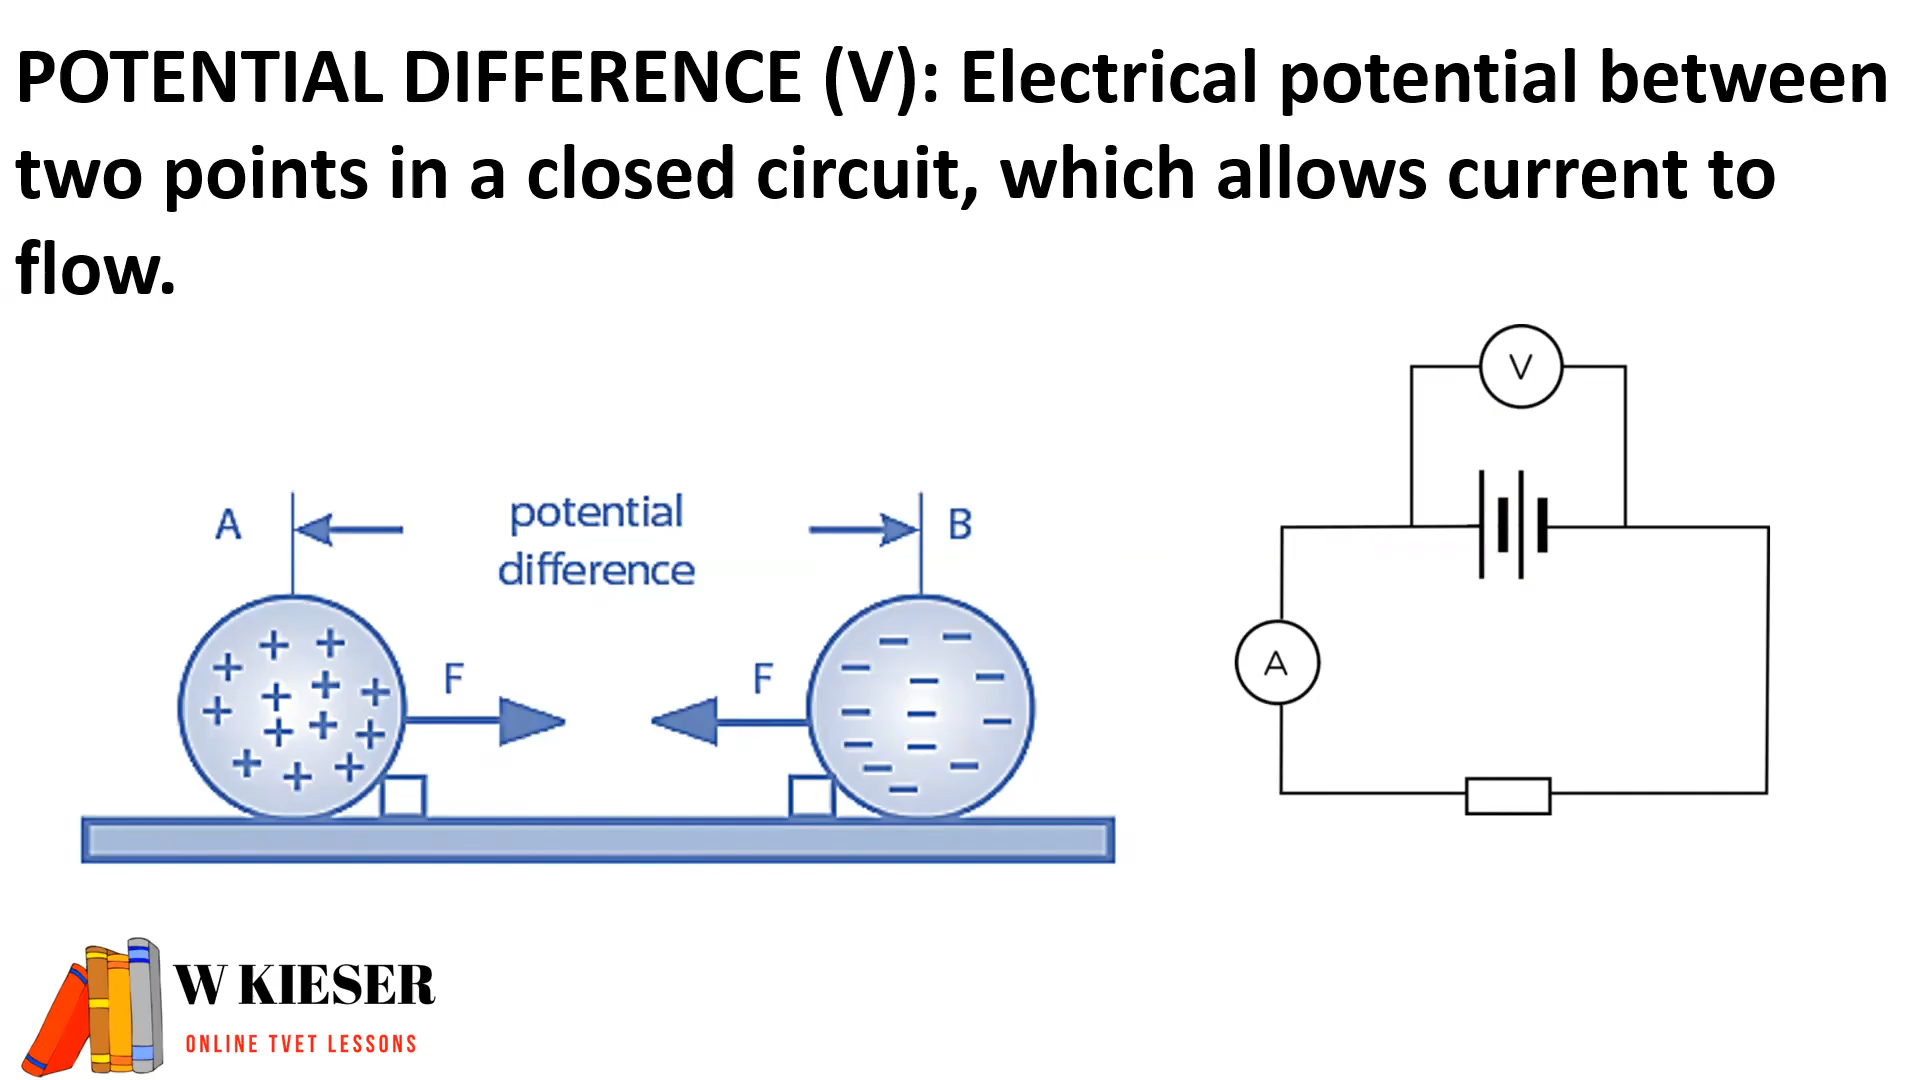 POTENTIAL DIFFERENCE (V): Electrical potential between
two points in a closed circuit, which allows current to
flow.
A
potential
difference
B
F
F
V
A
W KIESER
ONLINE TVET LESSONS